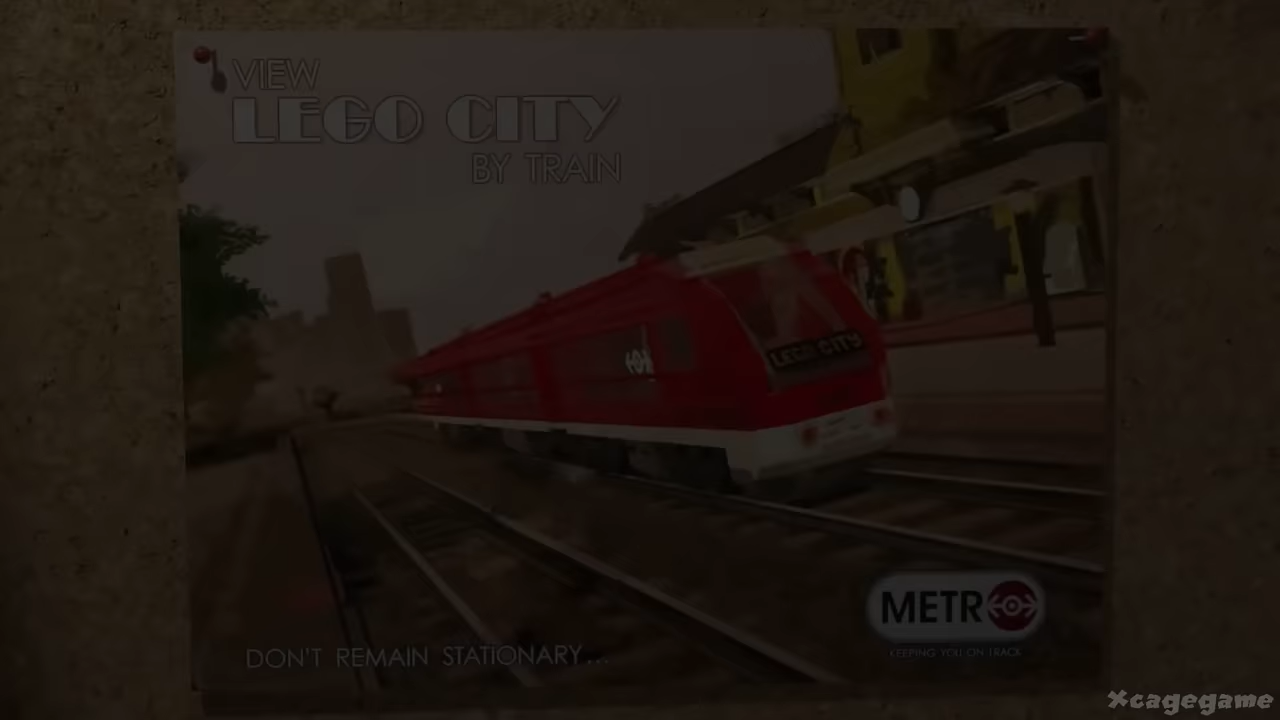 VIEW
LEGO CITY
BY TRAIN
LEGO CITY
METRO
KEEPING YOU ON TRACK
DON'T REMAIN STATIONARY...
Xcagegame